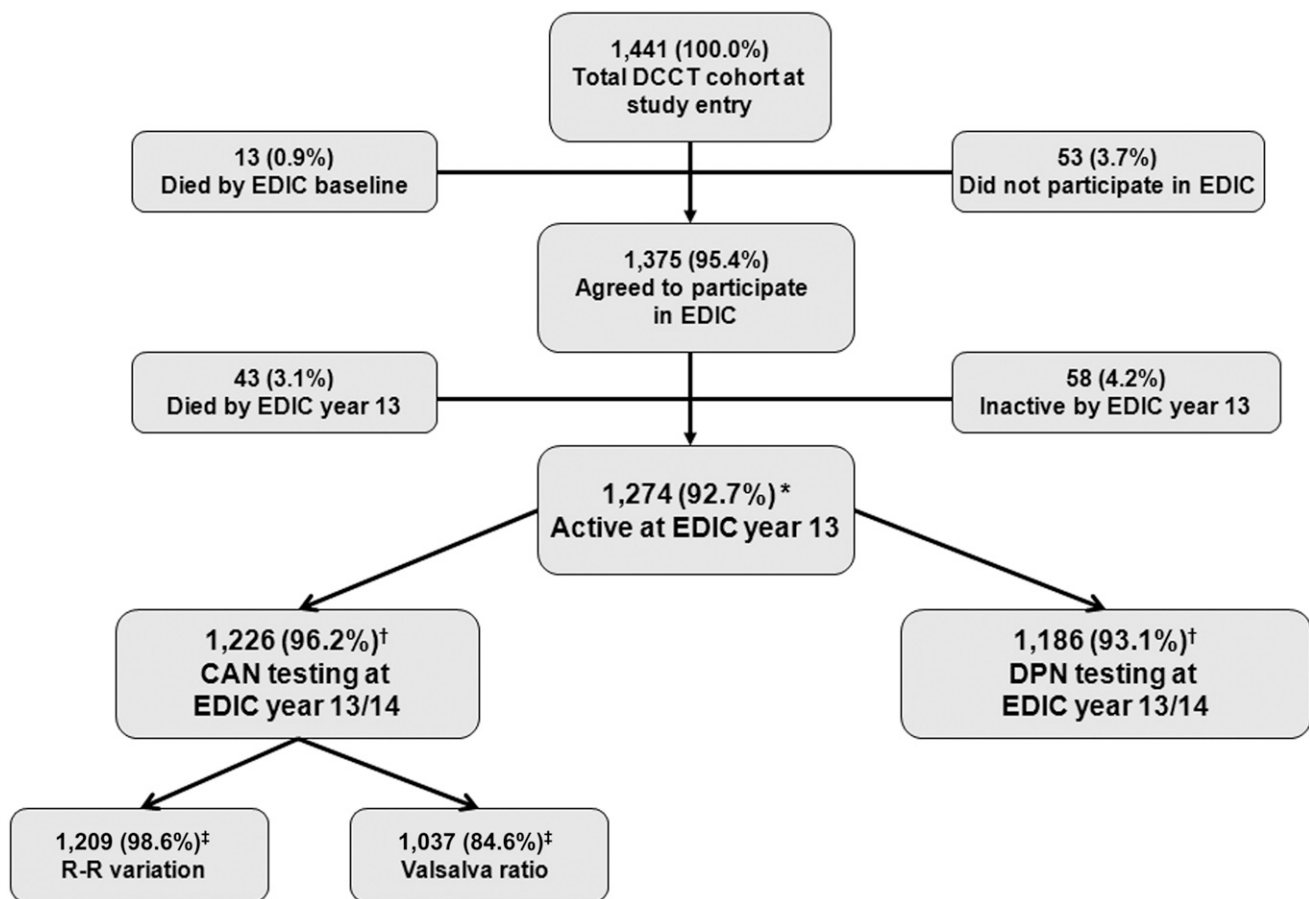 1,441 (100.0%)
Total DCCT cohort at
study entry
13 (0.9%)
Died by EDIC baseline
53 (3.7%)
Did not participate in EDIC
1,375 (95.4%)
Agreed to participate
in EDIC
43 (3.1%)
Died by EDIC year 13
58 (4.2%)
Inactive by EDIC year 13
1,274 (92.7%)*
Active at EDIC year 13
1,226 (96.2%)†
CAN testing at
EDIC year 13/14
1,186 (93.1%)†
DPN testing at
EDIC year 13/14
1,209 (98.6%)‡
R-R variation
1,037 (84.6%)‡
Valsalva ratio